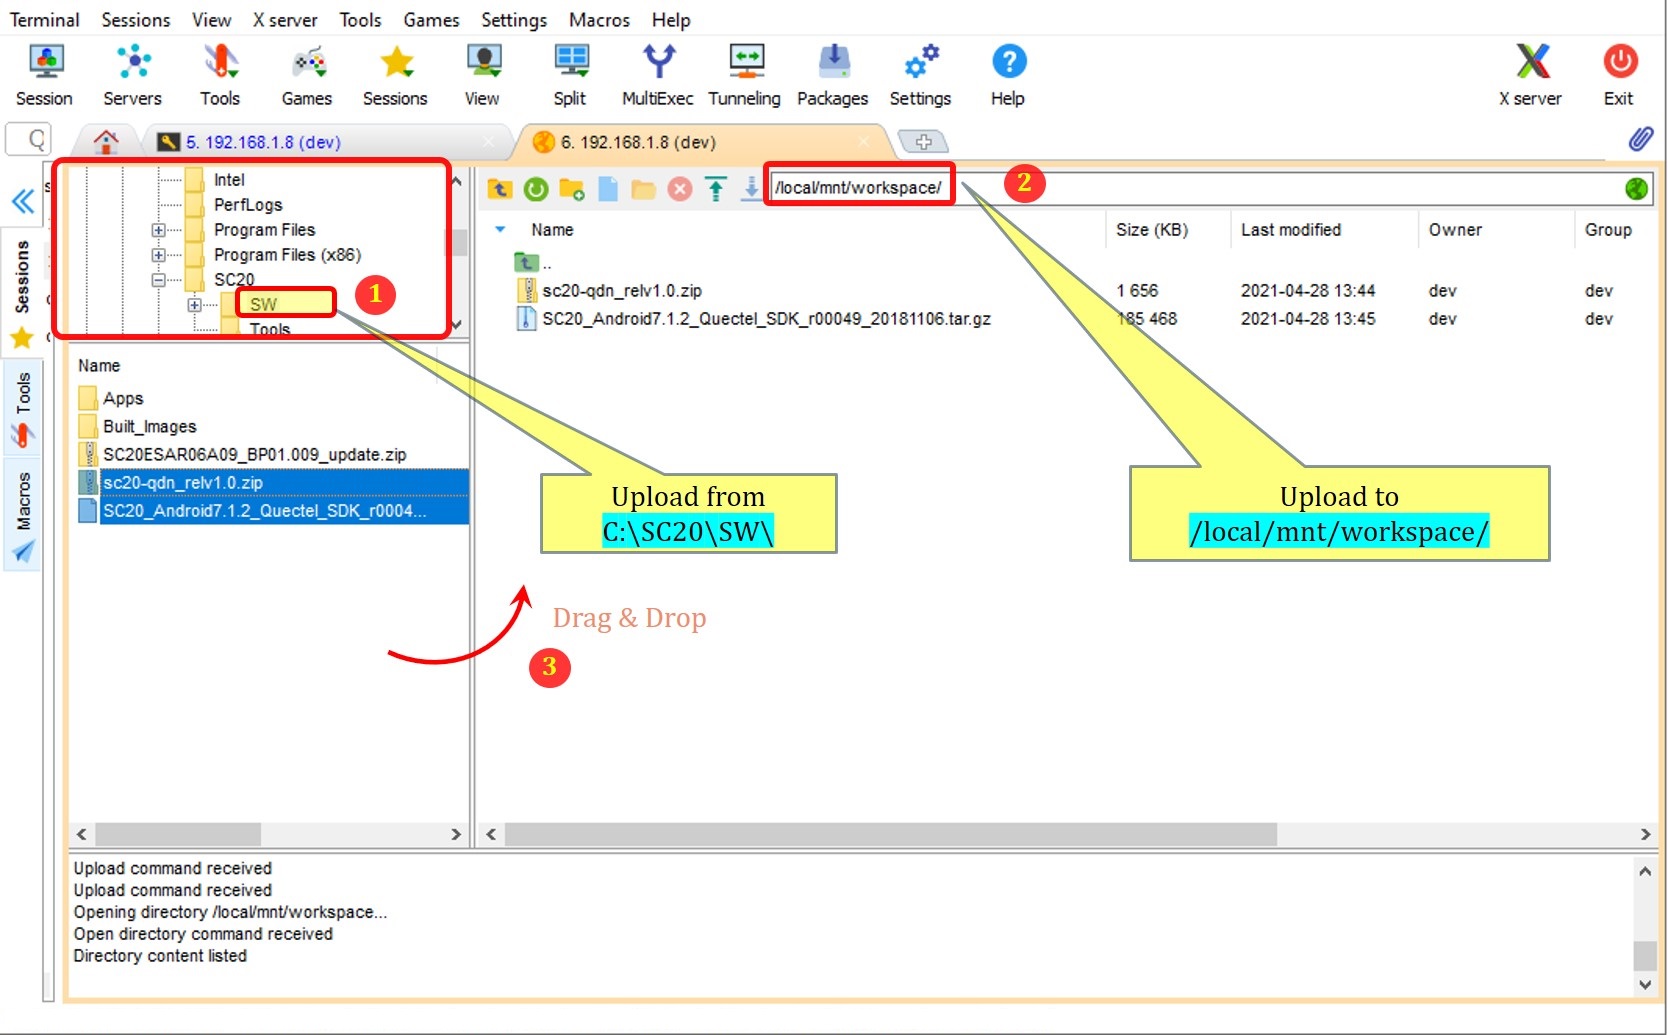 Terminal Sessions View X server Tools Games Settings Macros Help
Session Servers Tools Games Sessions View Split MultiExec Tunneling Packages Settings Help X server Exit
5. 192.168.1.8 (dev)
6. 192.168.1.8 (dev)
Sessions
Tools
Macros
Intel
PerfLogs
Program Files
Program Files (x86)
SC20
SW
Tools
1
/local/mnt/workspace/
2
Name
Apps
Built_Images
SC20ESAR06A09_BP01.009_update.zip
sc20-qdn_relv1.0.zip
SC20_Android7.1.2_Quectel_SDK_r0004...
Name Size (KB) Last modified Owner Group
..
sc20-qdn_relv1.0.zip 1 656 2021-04-28 13:44 dev dev
SC20_Android7.1.2_Quectel_SDK_r00049_20181106.tar.gz 185 468 2021-04-28 13:45 dev dev
Upload from
C:\SC20\SW\
Upload to
/local/mnt/workspace/
Drag & Drop
3
Upload command received
Upload command received
Opening directory /local/mnt/workspace...
Open directory command received
Directory content listed